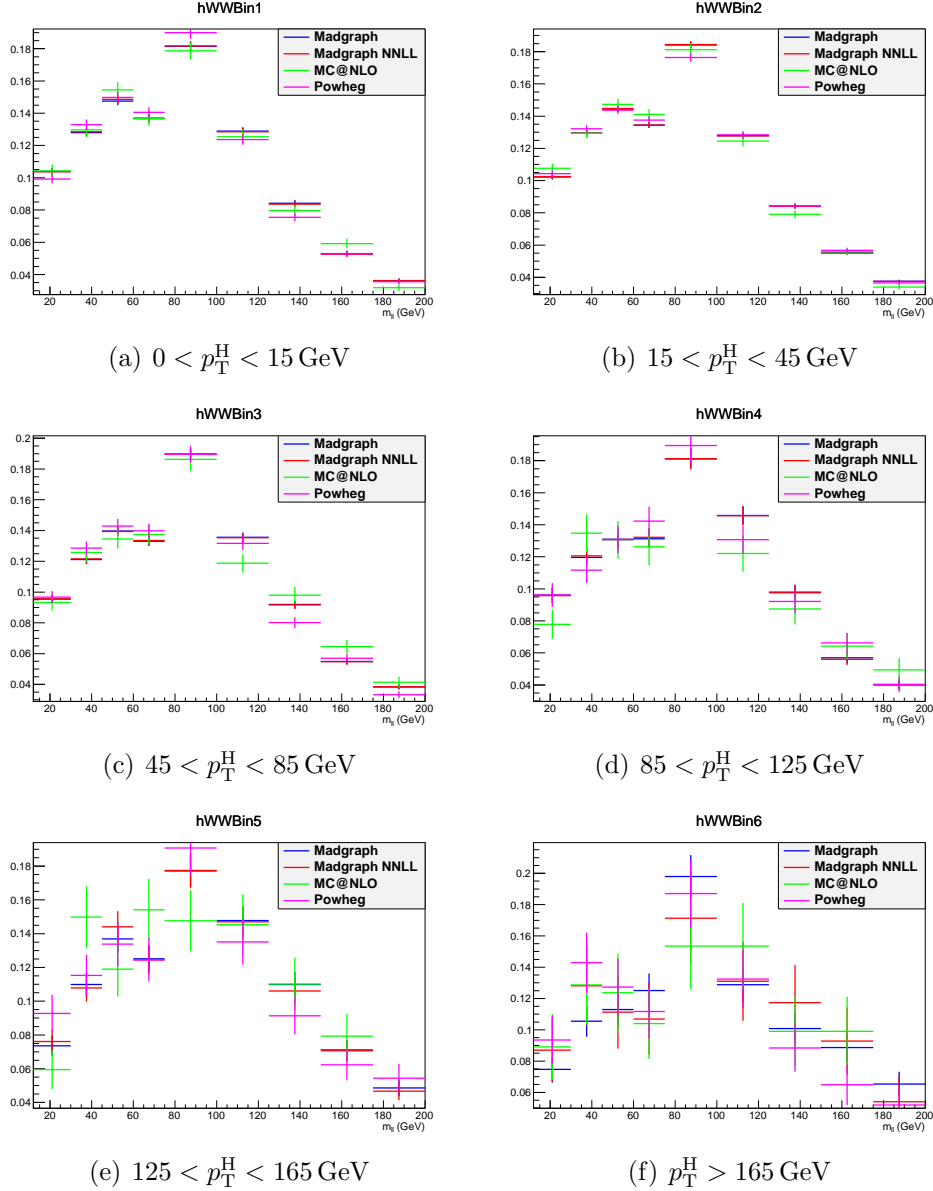 hWWBin1
Madgraph
Madgraph NNLL
MC@NLO
Powheg
0.18
0.16
0.14
0.12
0.1
0.08
0.06
0.04
20 40 60 80 100 120 140 160 180 200
m_ll (GeV)
(a) 0 < p_T^H < 15 GeV
hWWBin2
Madgraph
Madgraph NNLL
MC@NLO
Powheg
0.18
0.16
0.14
0.12
0.1
0.08
0.06
0.04
20 40 60 80 100 120 140 160 180 200
m_ll (GeV)
(b) 15 < p_T^H < 45 GeV
hWWBin3
Madgraph
Madgraph NNLL
MC@NLO
Powheg
0.2
0.18
0.16
0.14
0.12
0.1
0.08
0.06
0.04
20 40 60 80 100 120 140 160 180 200
m_ll (GeV)
(c) 45 < p_T^H < 85 GeV
hWWBin4
Madgraph
Madgraph NNLL
MC@NLO
Powheg
0.18
0.16
0.14
0.12
0.1
0.08
0.06
0.04
20 40 60 80 100 120 140 160 180 200
m_ll (GeV)
(d) 85 < p_T^H < 125 GeV
hWWBin5
Madgraph
Madgraph NNLL
MC@NLO
Powheg
0.18
0.16
0.14
0.12
0.1
0.08
0.06
0.04
20 40 60 80 100 120 140 160 180 200
m_ll (GeV)
(e) 125 < p_T^H < 165 GeV
hWWBin6
Madgraph
Madgraph NNLL
MC@NLO
Powheg
0.2
0.18
0.16
0.14
0.12
0.1
0.08
0.06
20 40 60 80 100 120 140 160 180 200
m_ll (GeV)
(f) p_T^H > 165 GeV